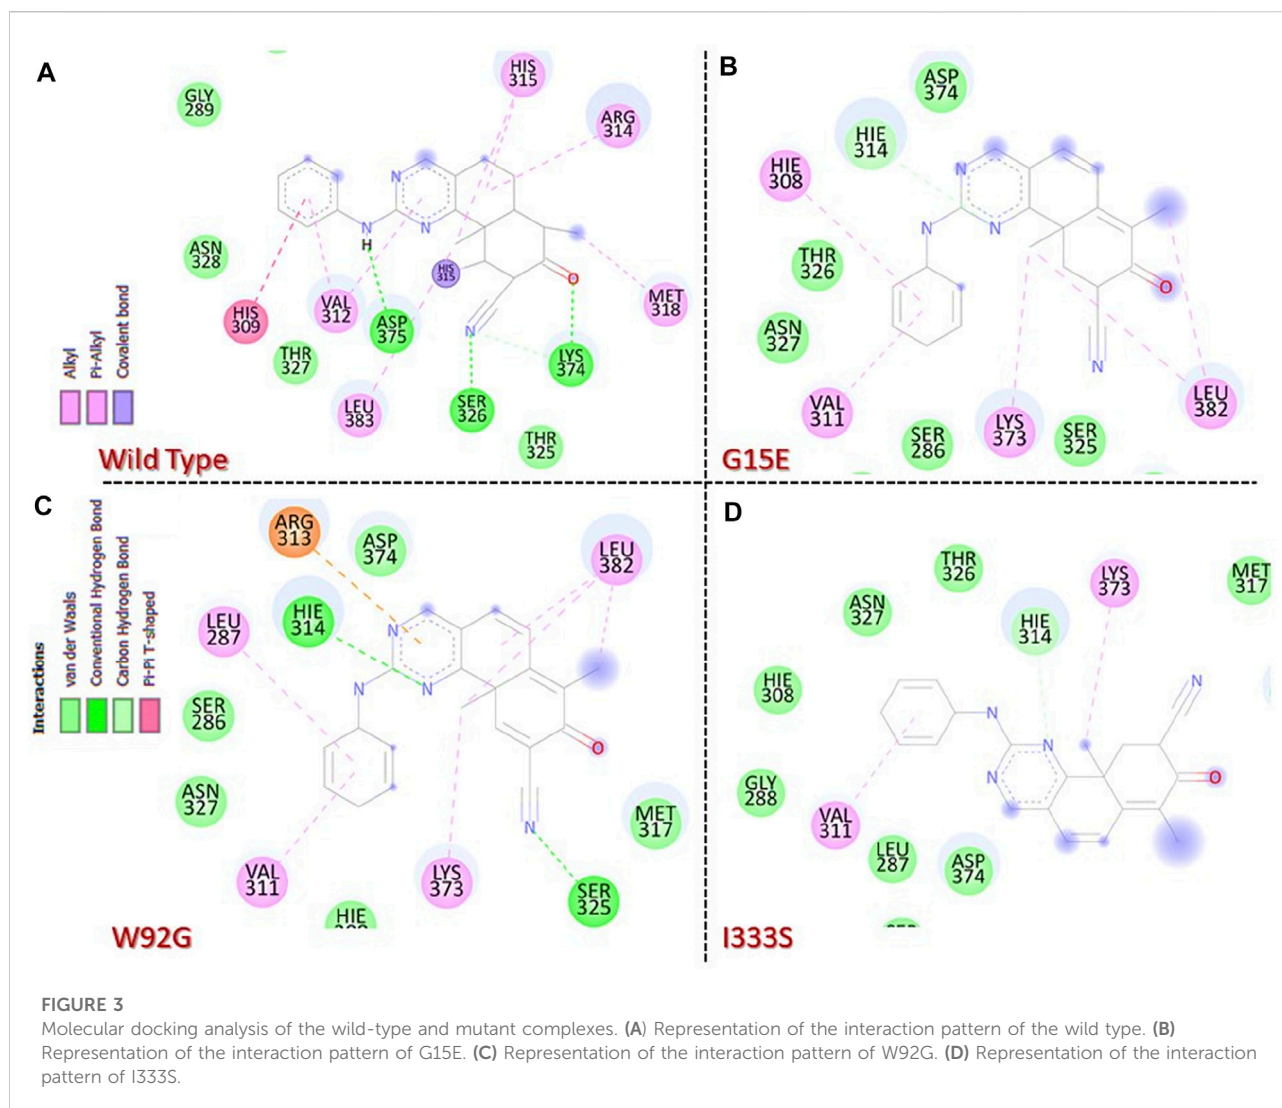 A
HIS
315
ARG
314
GLY
289
ASN
328
HIS
309
VAL
312
ASP
375
HIS
315
MET
318
THR
327
LEU
383
SER
326
LYS
374
THR
325
N
N
N
H
O
N
Alkyl
Pi-Alkyl
Covalent bond
Wild Type
B
ASP
374
HIE
314
HIE
308
THR
326
ASN
327
VAL
311
SER
286
LYS
373
SER
325
LEU
382
N
N
N
O
N
G15E
C
ARG
313
ASP
374
LEU
382
HIE
314
LEU
287
SER
286
ASN
327
VAL
311
LYS
373
SER
325
MET
317
HIE
N
N
N
O
N
Interactions
van der Waals
Conventional Hydrogen Bond
Carbon Hydrogen Bond
Pi-Pi T-shaped
W92G
D
THR
326
LYS
373
MET
317
ASN
327
HIE
314
HIE
308
GLY
288
VAL
311
LEU
287
ASP
374
N
N
N
N
O
I333S
FIGURE 3
Molecular docking analysis of the wild-type and mutant complexes. (A) Representation of the interaction pattern of the wild type. (B)
Representation of the interaction pattern of G15E. (C) Representation of the interaction pattern of W92G. (D) Representation of the interaction
pattern of I333S.